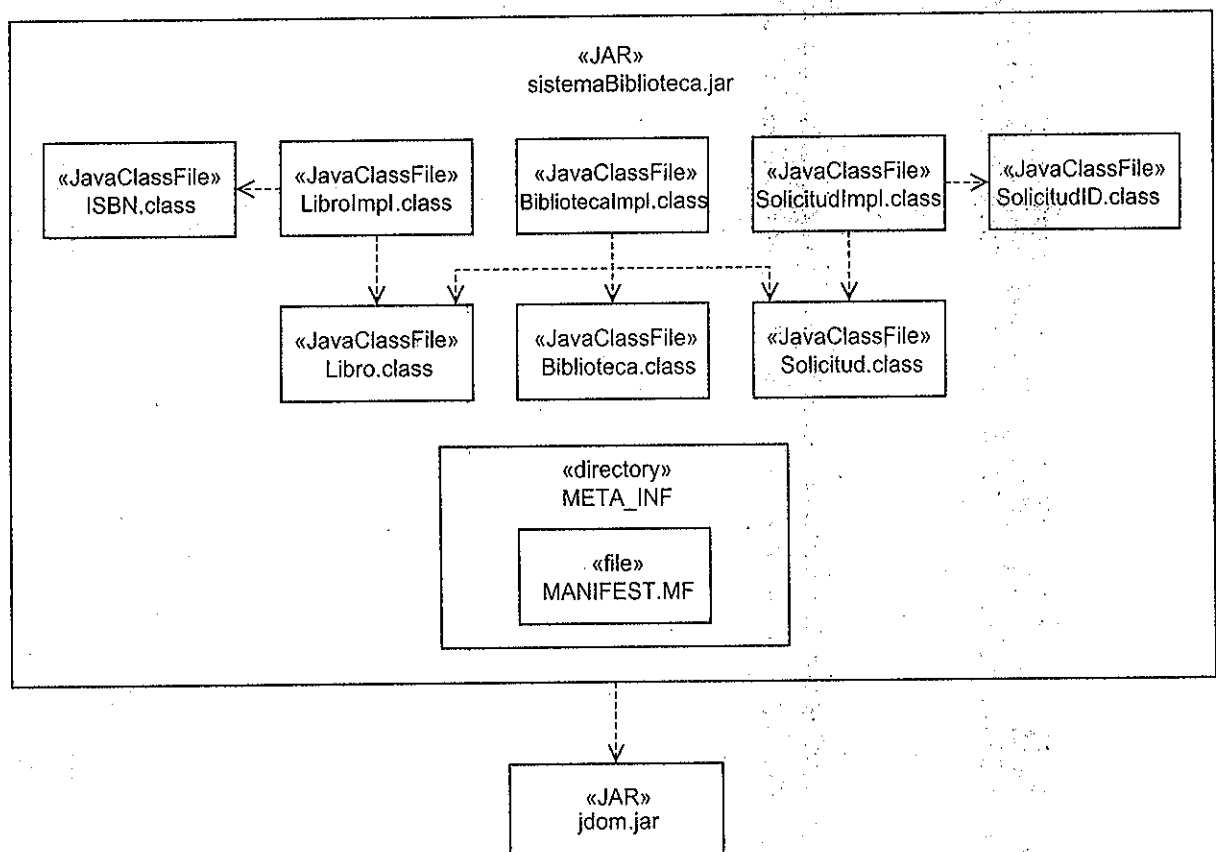 «JAR»
sistemaBiblioteca.jar
«JavaClassFile»
ISBN.class
«JavaClassFile»
LibroImpl.class
«JavaClassFile»
BibliotecaImpl.class
«JavaClassFile»
SolicitudImpl.class
«JavaClassFile»
SolicitudID.class
«JavaClassFile»
Libro.class
«JavaClassFile»
Biblioteca.class
«JavaClassFile»
Solicitud.class
«directory»
META_INF
«file»
MANIFEST.MF
«JAR»
jdom.jar